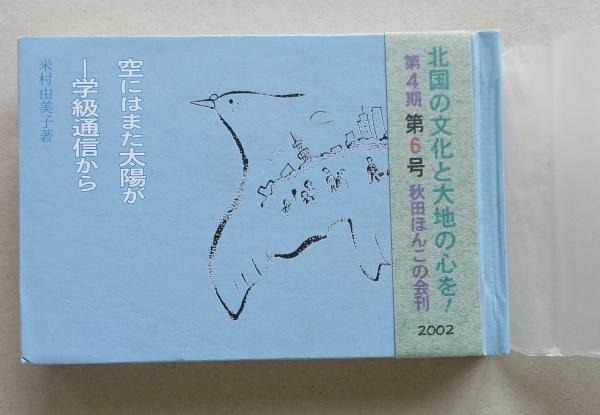 北国の文化と大地の心を!
第4期 第6号 秋田ほんこの会刊
2002
空にはまた太陽が
―学級通信から
米村由美子著